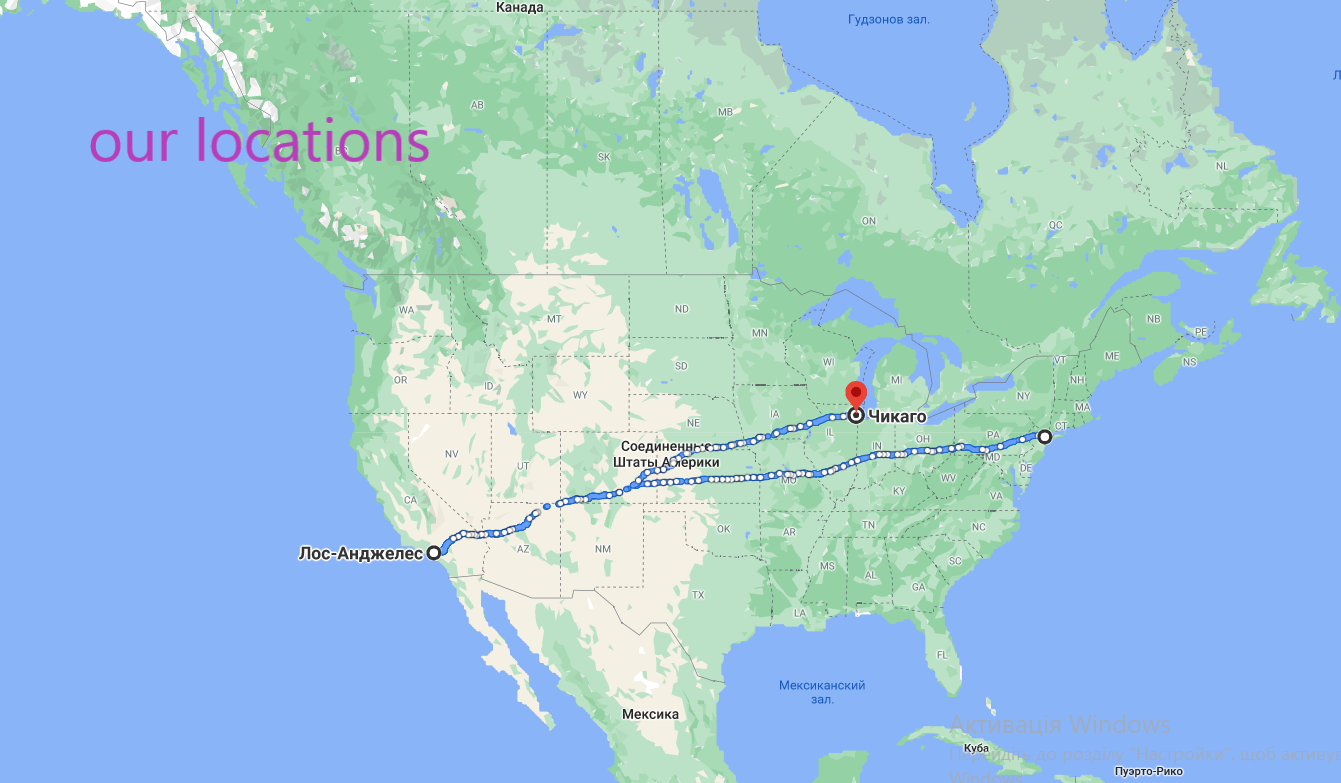 Канада
Гудзонов зал.
AB
MB
our locations
BC
SK
NL
ON
QC
WA
MT
ND
MN
NB
PE
OR
ID
SD
WI
MI
VT
ME
NS
NH
WY
NY
MA
NE
IA
Чикаго
CT
NV
UT
Соединенные
Штаты Америки
IL
IN
OH
PA
MD
DE
CA
MO
KY
WV
VA
Лос-Анджелес
AZ
NM
OK
AR
TN
NC
MS
AL
SC
GA
TX
LA
FL
Мексиканский
зал.
Мексика
Активація Windows
Куба
Перейдіть до розділу "Настройки", щоб активу
Пуэрто-Рико
Windows.